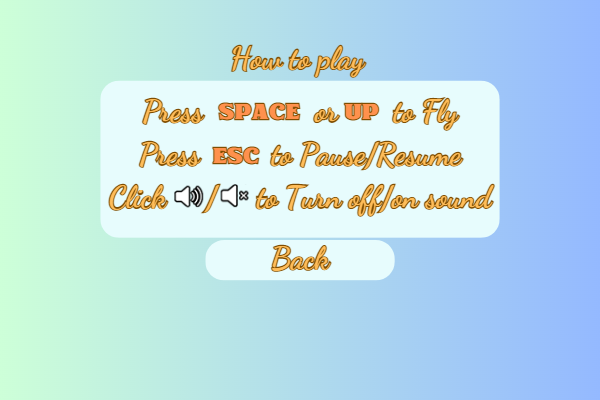 How to play
Press SPACE or UP to Fly
Press ESC to Pause/Resume
Click / to Turn off/on sound
Back